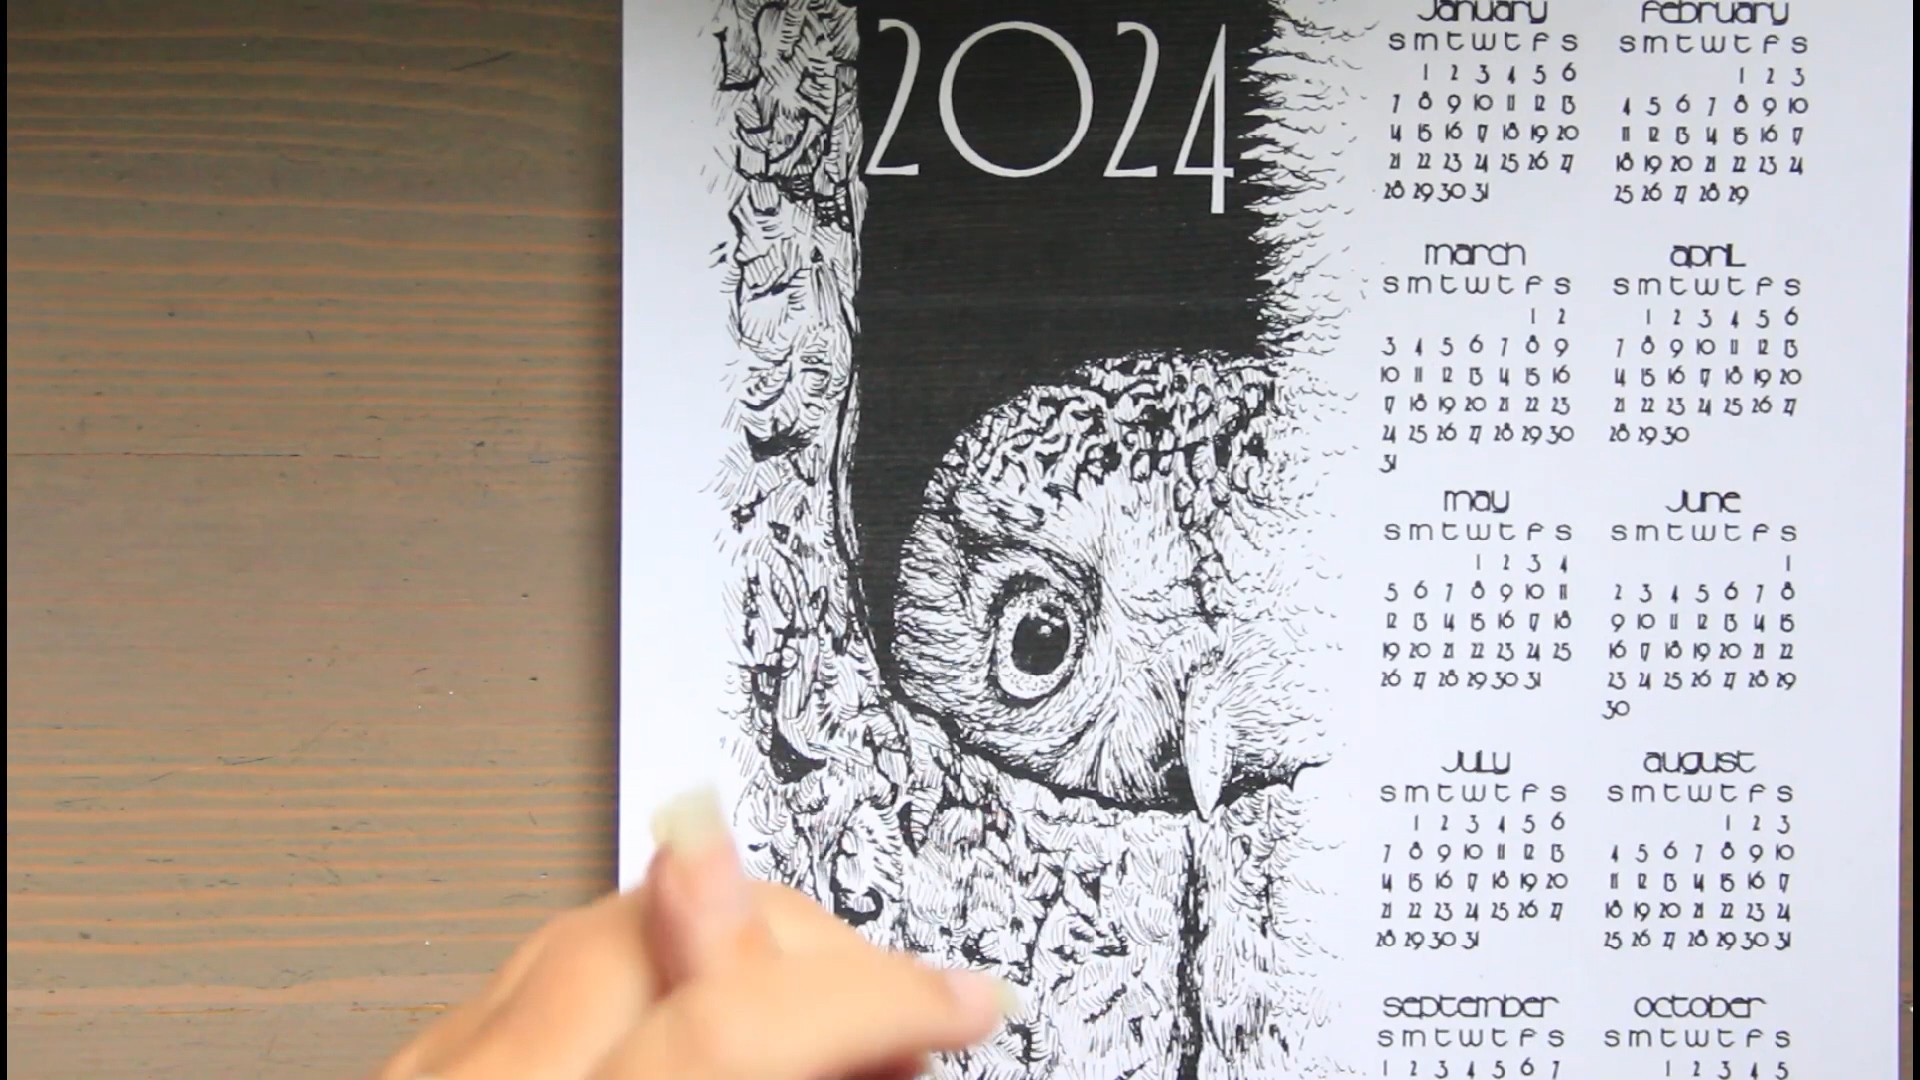 2024
January February
S M T W T F S S M T W T F S
1 2 3 4 5 6 1 2 3
7 8 9 10 11 12 13 4 5 6 7 8 9 10
14 15 16 17 18 19 20 11 12 13 14 15 16 17
21 22 23 24 25 26 27 18 19 20 21 22 23 24
28 29 30 31 25 26 27 28 29
march april
S M T W T F S S M T W T F S
1 2 1 2 3 4 5 6
3 4 5 6 7 8 9 7 8 9 10 11 12 13
10 11 12 13 14 15 16 14 15 16 17 18 19 20
17 18 19 20 21 22 23 21 22 23 24 25 26 27
24 25 26 27 28 29 30 28 29 30
31
may June
S M T W T F S S M T W T F S
1 2 3 4 1
5 6 7 8 9 10 11 2 3 4 5 6 7 8
12 13 14 15 16 17 18 9 10 11 12 13 14 15
19 20 21 22 23 24 25 16 17 18 19 20 21 22
26 27 28 29 30 31 23 24 25 26 27 28 29
30
July august
S M T W T F S S M T W T F S
1 2 3 4 5 6 1 2 3
7 8 9 10 11 12 13 4 5 6 7 8 9 10
14 15 16 17 18 19 20 11 12 13 14 15 16 17
21 22 23 24 25 26 27 18 19 20 21 22 23 24
28 29 30 31 25 26 27 28 29 30 31
september october
S M T W T F S S M T W T F S
1 2 3 4 5 6 7 1 2 3 4 5